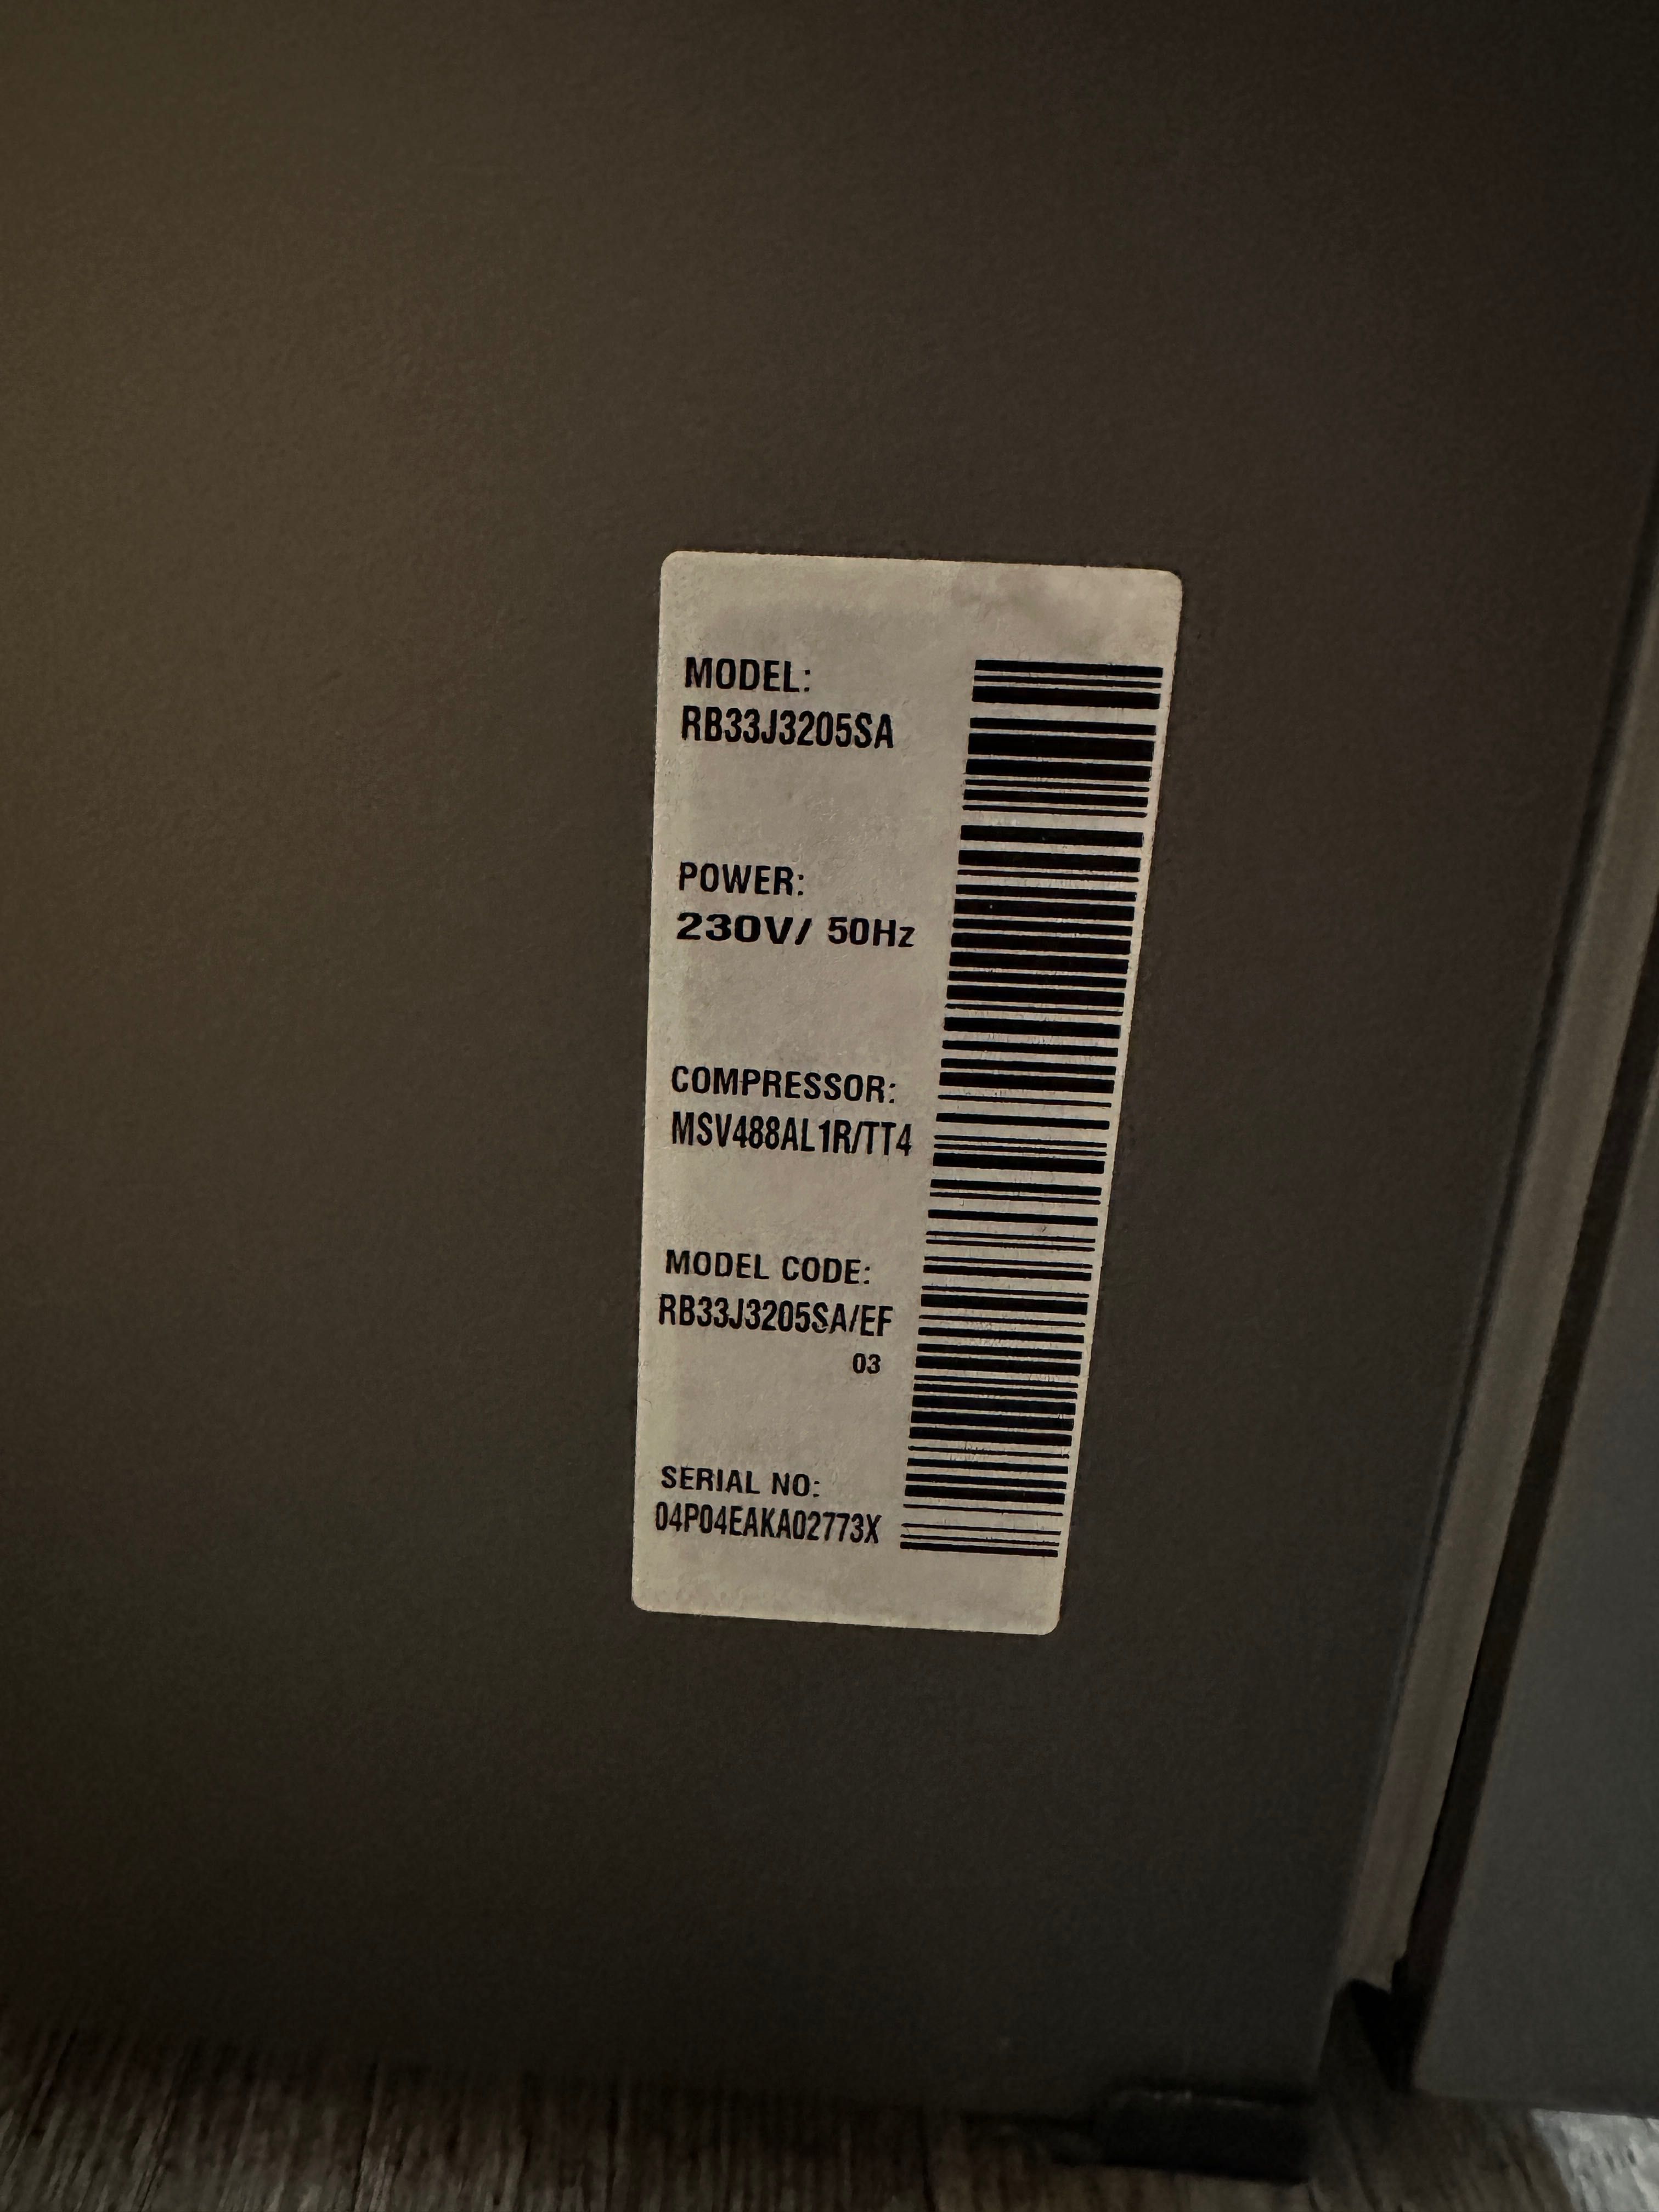 MODEL:
RB33J3205SA
POWER:
230V/ 50Hz
COMPRESSOR:
MSV488AL1R/TT4
MODEL CODE:
RB33J3205SA/EF
03
SERIAL NO:
04P04EAKA02773X